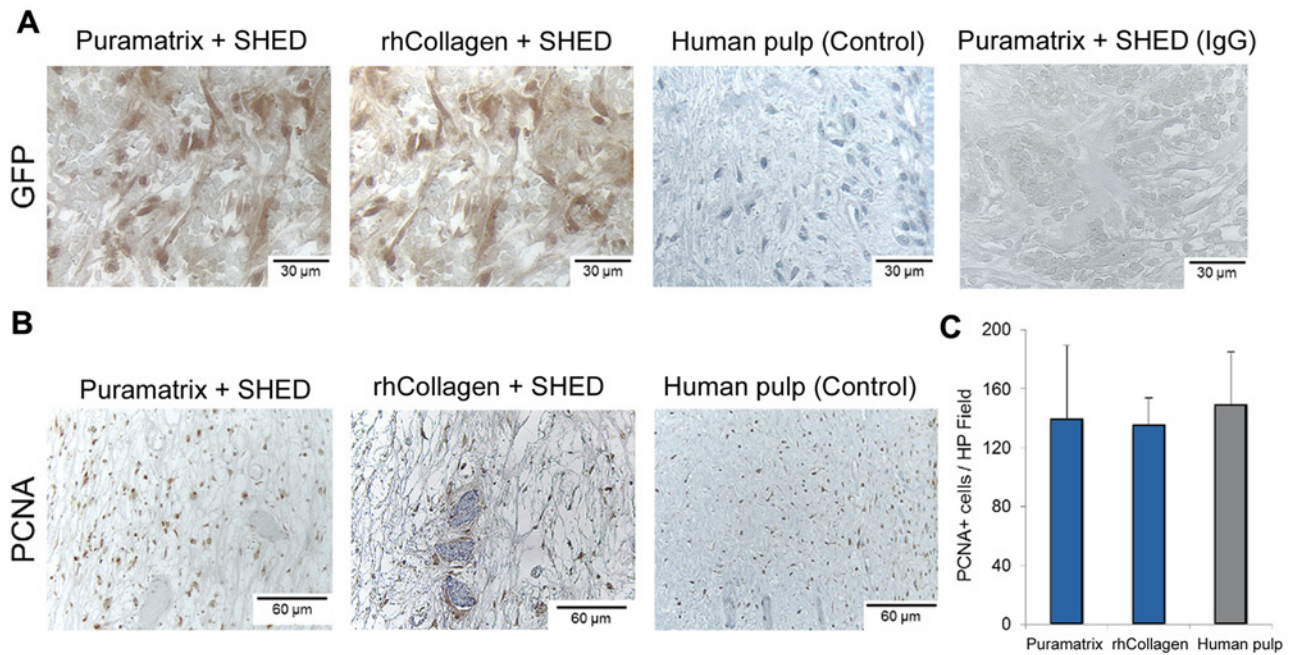 A
Puramatrix + SHED
rhCollagen + SHED
Human pulp (Control)
Puramatrix + SHED (IgG)
GFP
30 µm
30 µm
30 µm
30 µm
B
Puramatrix + SHED
rhCollagen + SHED
Human pulp (Control)
PCNA
60 µm
60 µm
60 µm
C
PCNA+ cells / HP Field
200
160
120
80
40
0
Puramatrix
rhCollagen
Human pulp